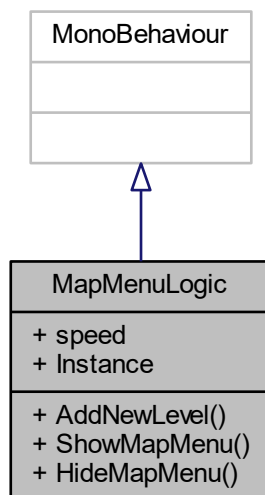 MonoBehaviour
MapMenuLogic
+ speed
+ Instance
+ AddNewLevel()
+ ShowMapMenu()
+ HideMapMenu()